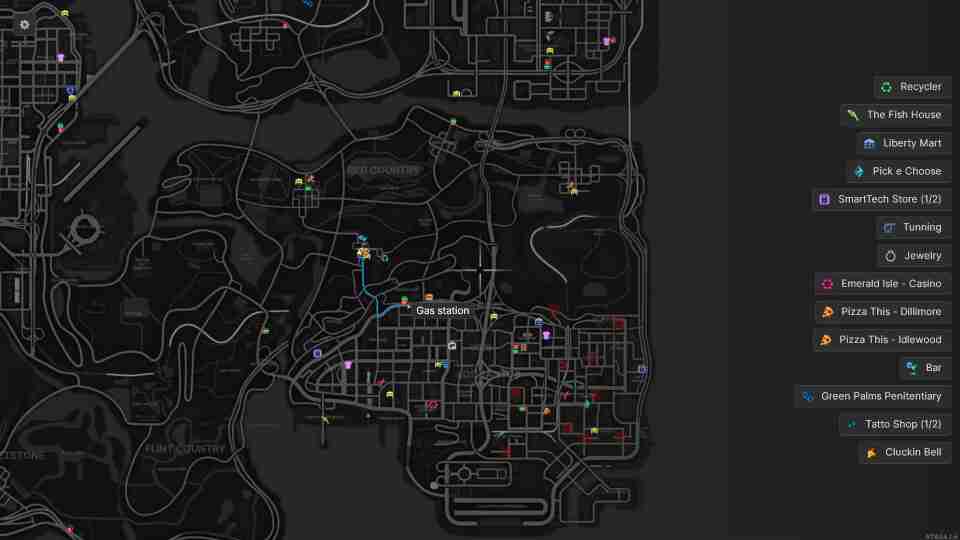 RED COUNTRY
Gas station
FLINT COUNTRY
Recycler
The Fish House
Liberty Mart
Pick e Choose
SmartTech Store (1/2)
Tunning
Jewelry
Emerald Isle - Casino
Pizza This - Dillimore
Pizza This - Idlewood
Bar
Green Palms Penitentiary
Tatto Shop (1/2)
Cluckin Bell